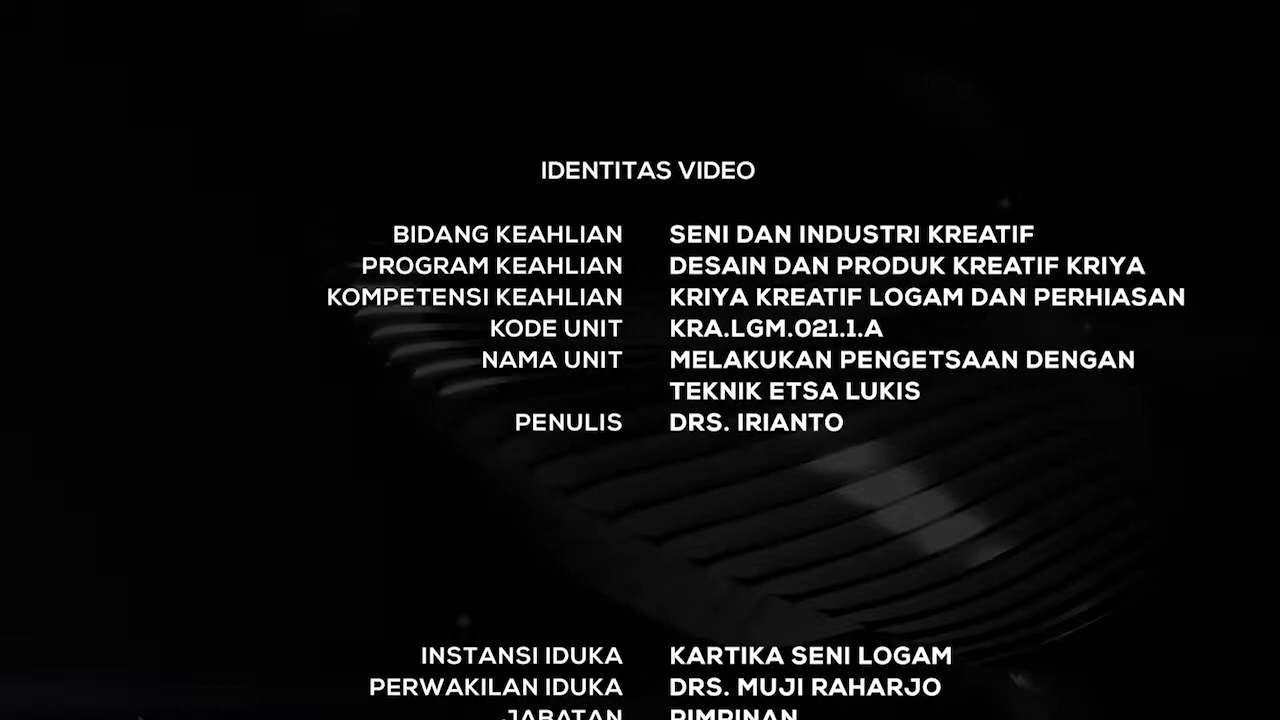 IDENTITAS VIDEO
BIDANG KEAHLIAN SENI DAN INDUSTRI KREATIF
PROGRAM KEAHLIAN DESAIN DAN PRODUK KREATIF KRIYA
KOMPETENSI KEAHLIAN KRIYA KREATIF LOGAM DAN PERHIASAN
KODE UNIT KRA.LGM.021.1.A
NAMA UNIT MELAKUKAN PENGETSAAN DENGAN
TEKNIK ETSA LUKIS
PENULIS DRS. IRIANTO
INSTANSI IDUKA KARTIKA SENI LOGAM
PERWAKILAN IDUKA DRS. MUJI RAHARJO
JABATAN PIMPINAN